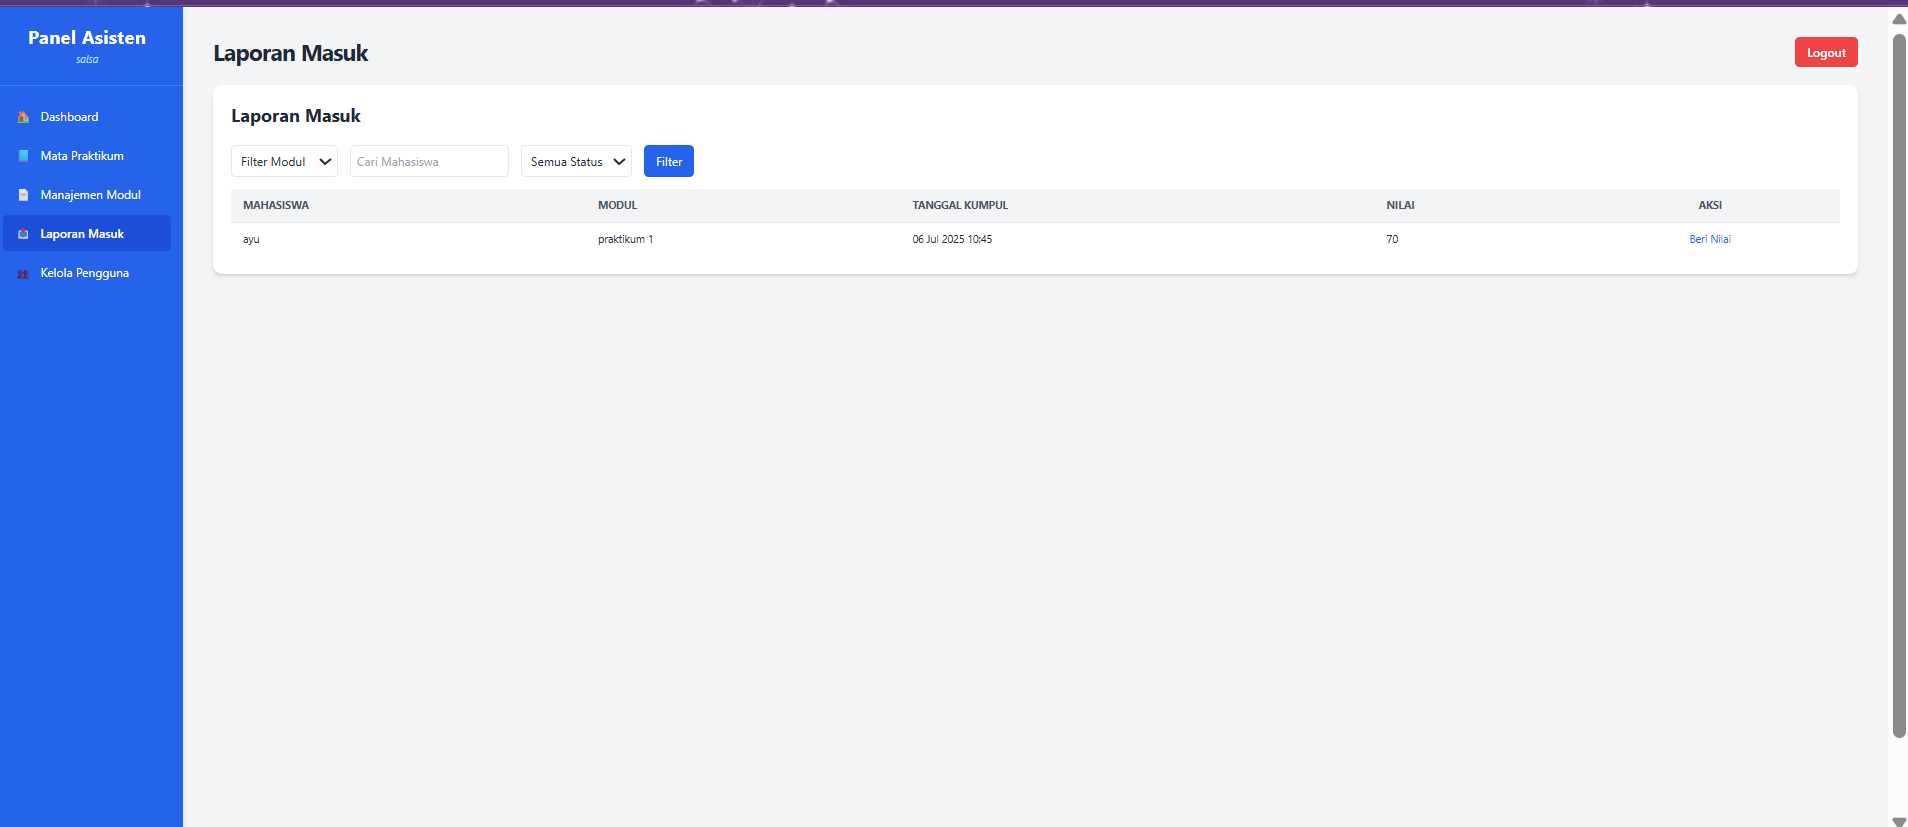 Panel Asisten
salsa
Dashboard
Mata Praktikum
Manajemen Modul
Laporan Masuk
Kelola Pengguna
Laporan Masuk
Logout
Laporan Masuk
Filter Modul
Cari Mahasiswa
Semua Status
Filter
MAHASISWA MODUL TANGGAL KUMPUL NILAI AKSI
ayu praktikum 1 06 Jul 2025 10:45 70 Beri Nilai